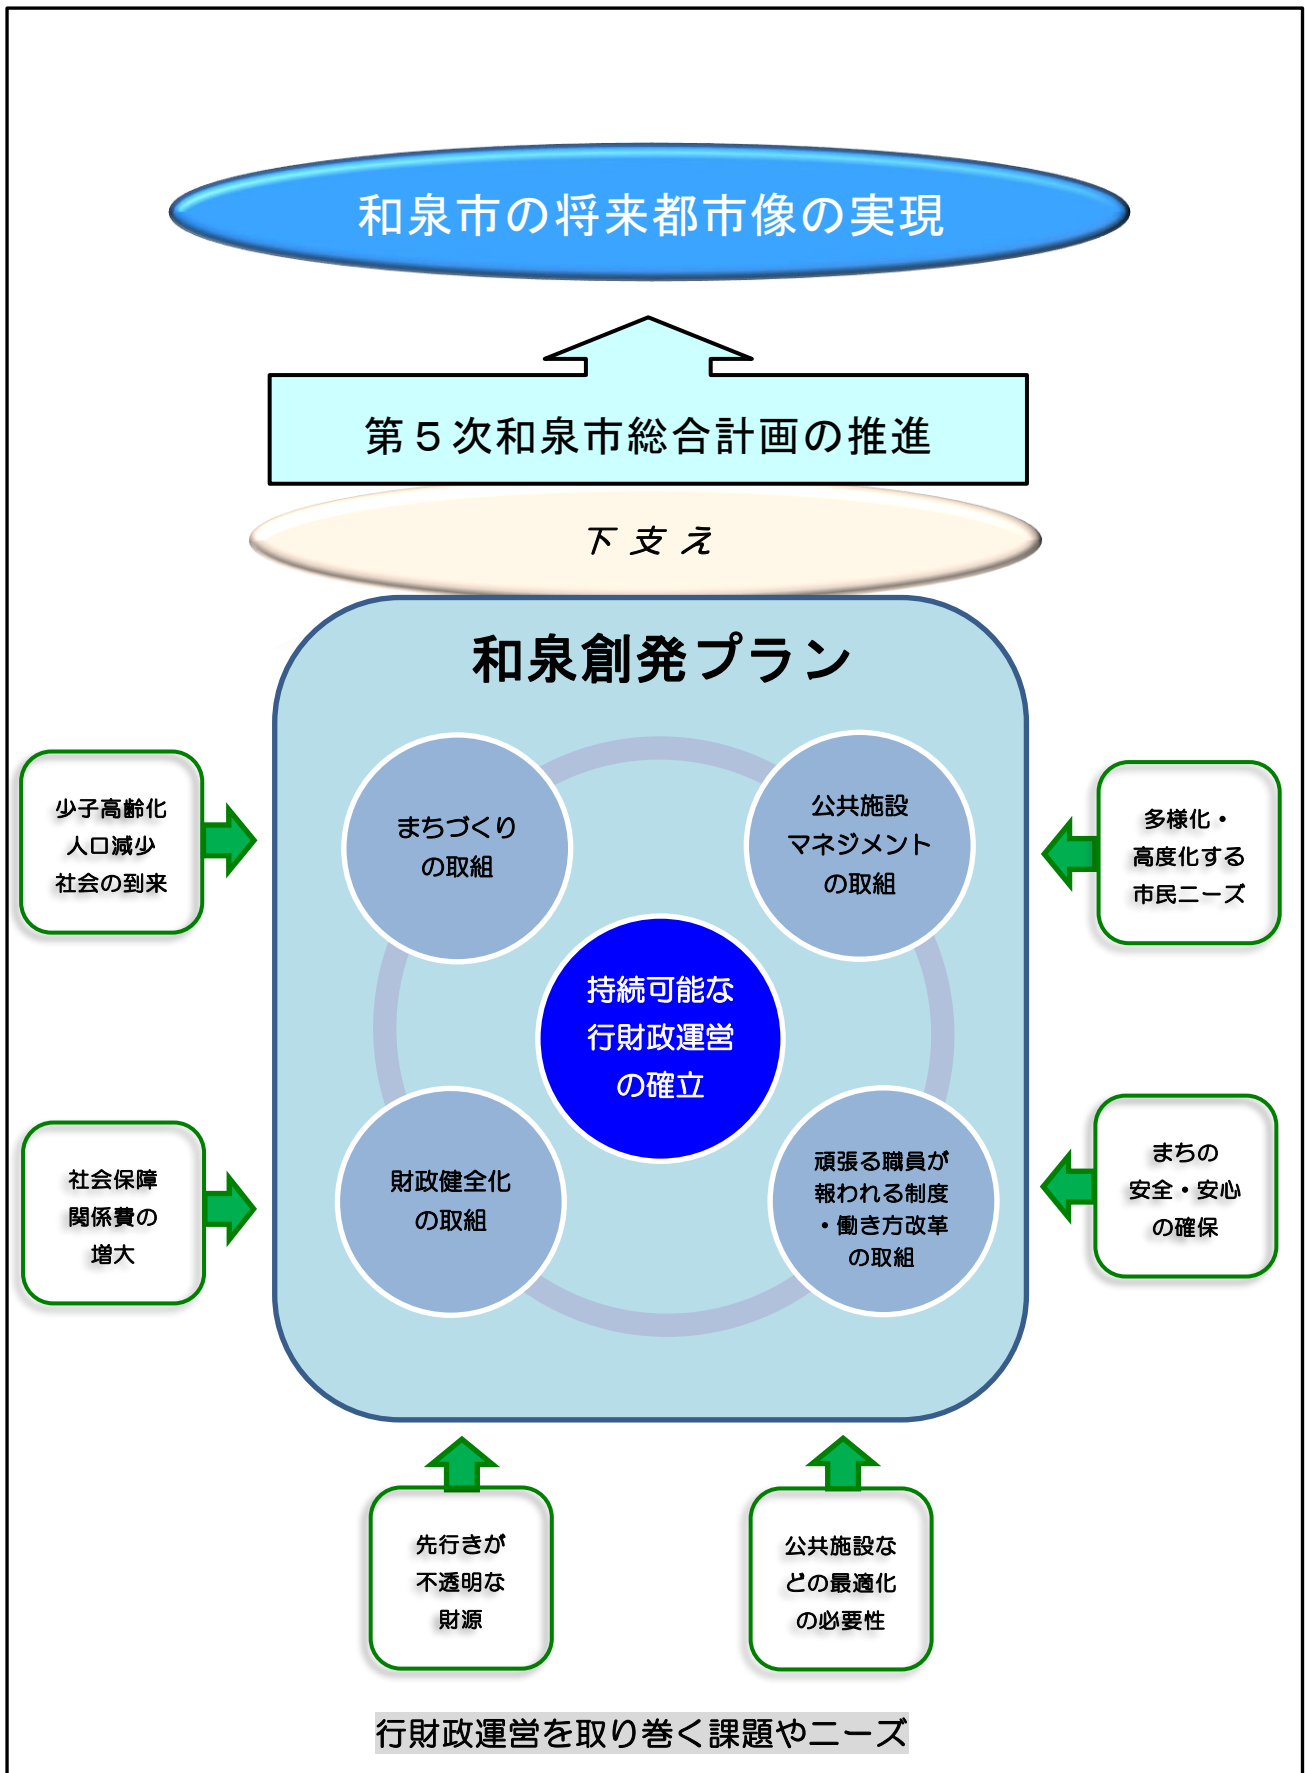 和泉市の将来都市像の実現
第５次和泉市総合計画の推進
下支え
和泉創発プラン
まちづくり
の取組
公共施設
マネジメント
の取組
持続可能な
行財政運営
の確立
財政健全化
の取組
頑張る職員が
報われる制度
・働き方改革
の取組
少子高齢化
人口減少
社会の到来
多様化・
高度化する
市民ニーズ
社会保障
関係費の
増大
まちの
安全・安心
の確保
先行きが
不透明な
財源
公共施設な
どの最適化
の必要性
行財政運営を取り巻く課題やニーズ